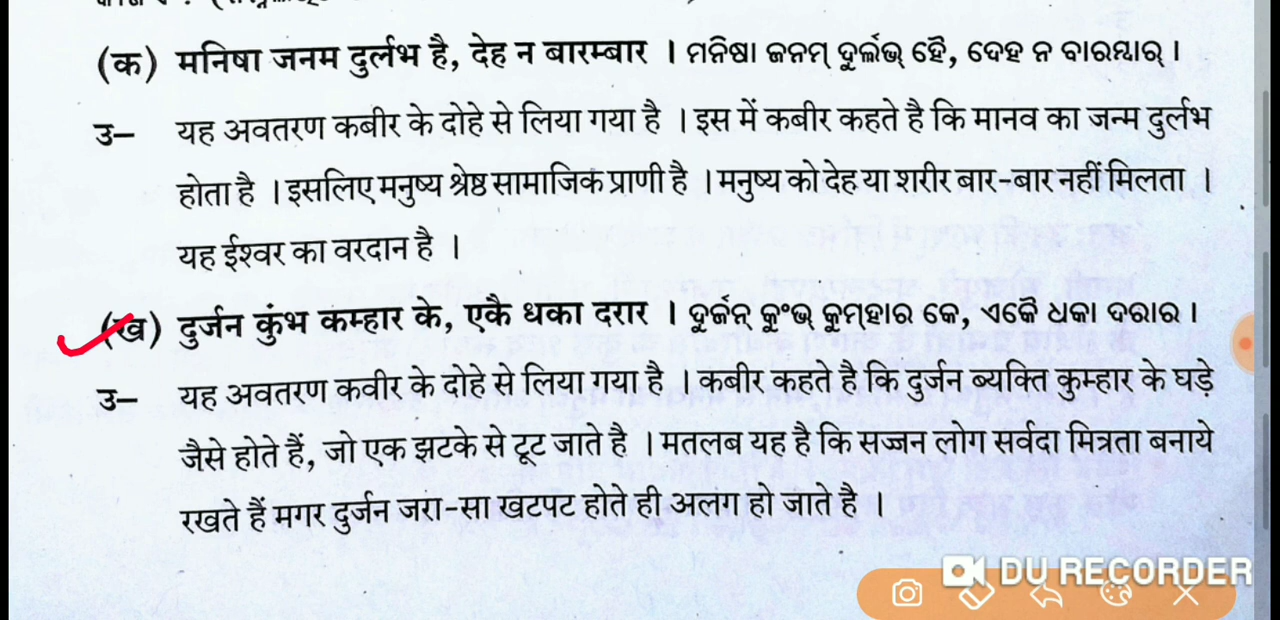 (क) मनिषा जनम दुर्लभ है, देह न बारम्बार । ମନିଷା ଜନମ୍ ଦୁର୍ଲଭ୍ ହୈ, ଦେହ ନ ବାରମ୍ବାର୍ ।
उ– यह अवतरण कबीर के दोहे से लिया गया है । इस में कबीर कहते है कि मानव का जन्म दुर्लभ
होता है । इसलिए मनुष्य श्रेष्ठ सामाजिक प्राणी है । मनुष्य को देह या शरीर बार-बार नहीं मिलता ।
यह ईश्वर का वरदान है ।
(ख) दुर्जन कुंभ कम्हार के, एकै धका दरार । ଦୁର୍ଜନ୍ କୁଂଭ୍ କୁମ୍‌ହାର କେ, ଏକୈ ଧକା ଦରାର ।
उ– यह अवतरण कवीर के दोहे से लिया गया है । कबीर कहते है कि दुर्जन व्यक्ति कुम्हार के घड़े
जैसे होते हैं, जो एक झटके से टूट जाते है । मतलब यह है कि सज्जन लोग सर्वदा मित्रता बनाये
रखते हैं मगर दुर्जन जरा-सा खटपट होते ही अलग हो जाते है ।
DU RECORDER